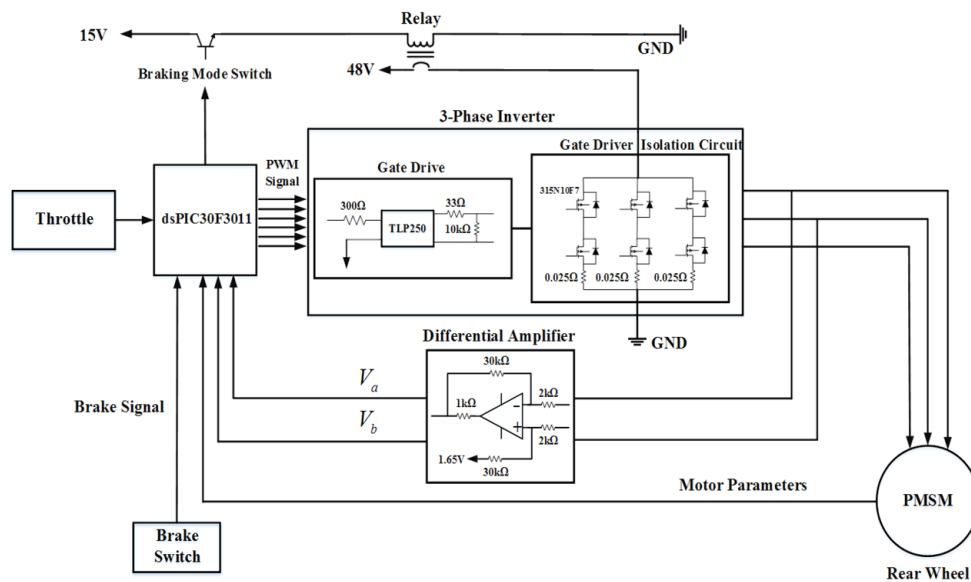 Relay
15V
GND
Braking Mode Switch
48V
3-Phase Inverter
Gate Driver Isolation Circuit
PWM
Signal
Gate Drive
315N10F7
300Ω
33Ω
TLP250
10kΩ
Throttle
dsPIC30F3011
0.025Ω
0.025Ω
0.025Ω
GND
Differential Amplifier
30kΩ
Va
1kΩ
2kΩ
Brake Signal
Vb
2kΩ
1.65V
30kΩ
Motor Parameters
PMSM
Brake
Switch
Rear Wheel